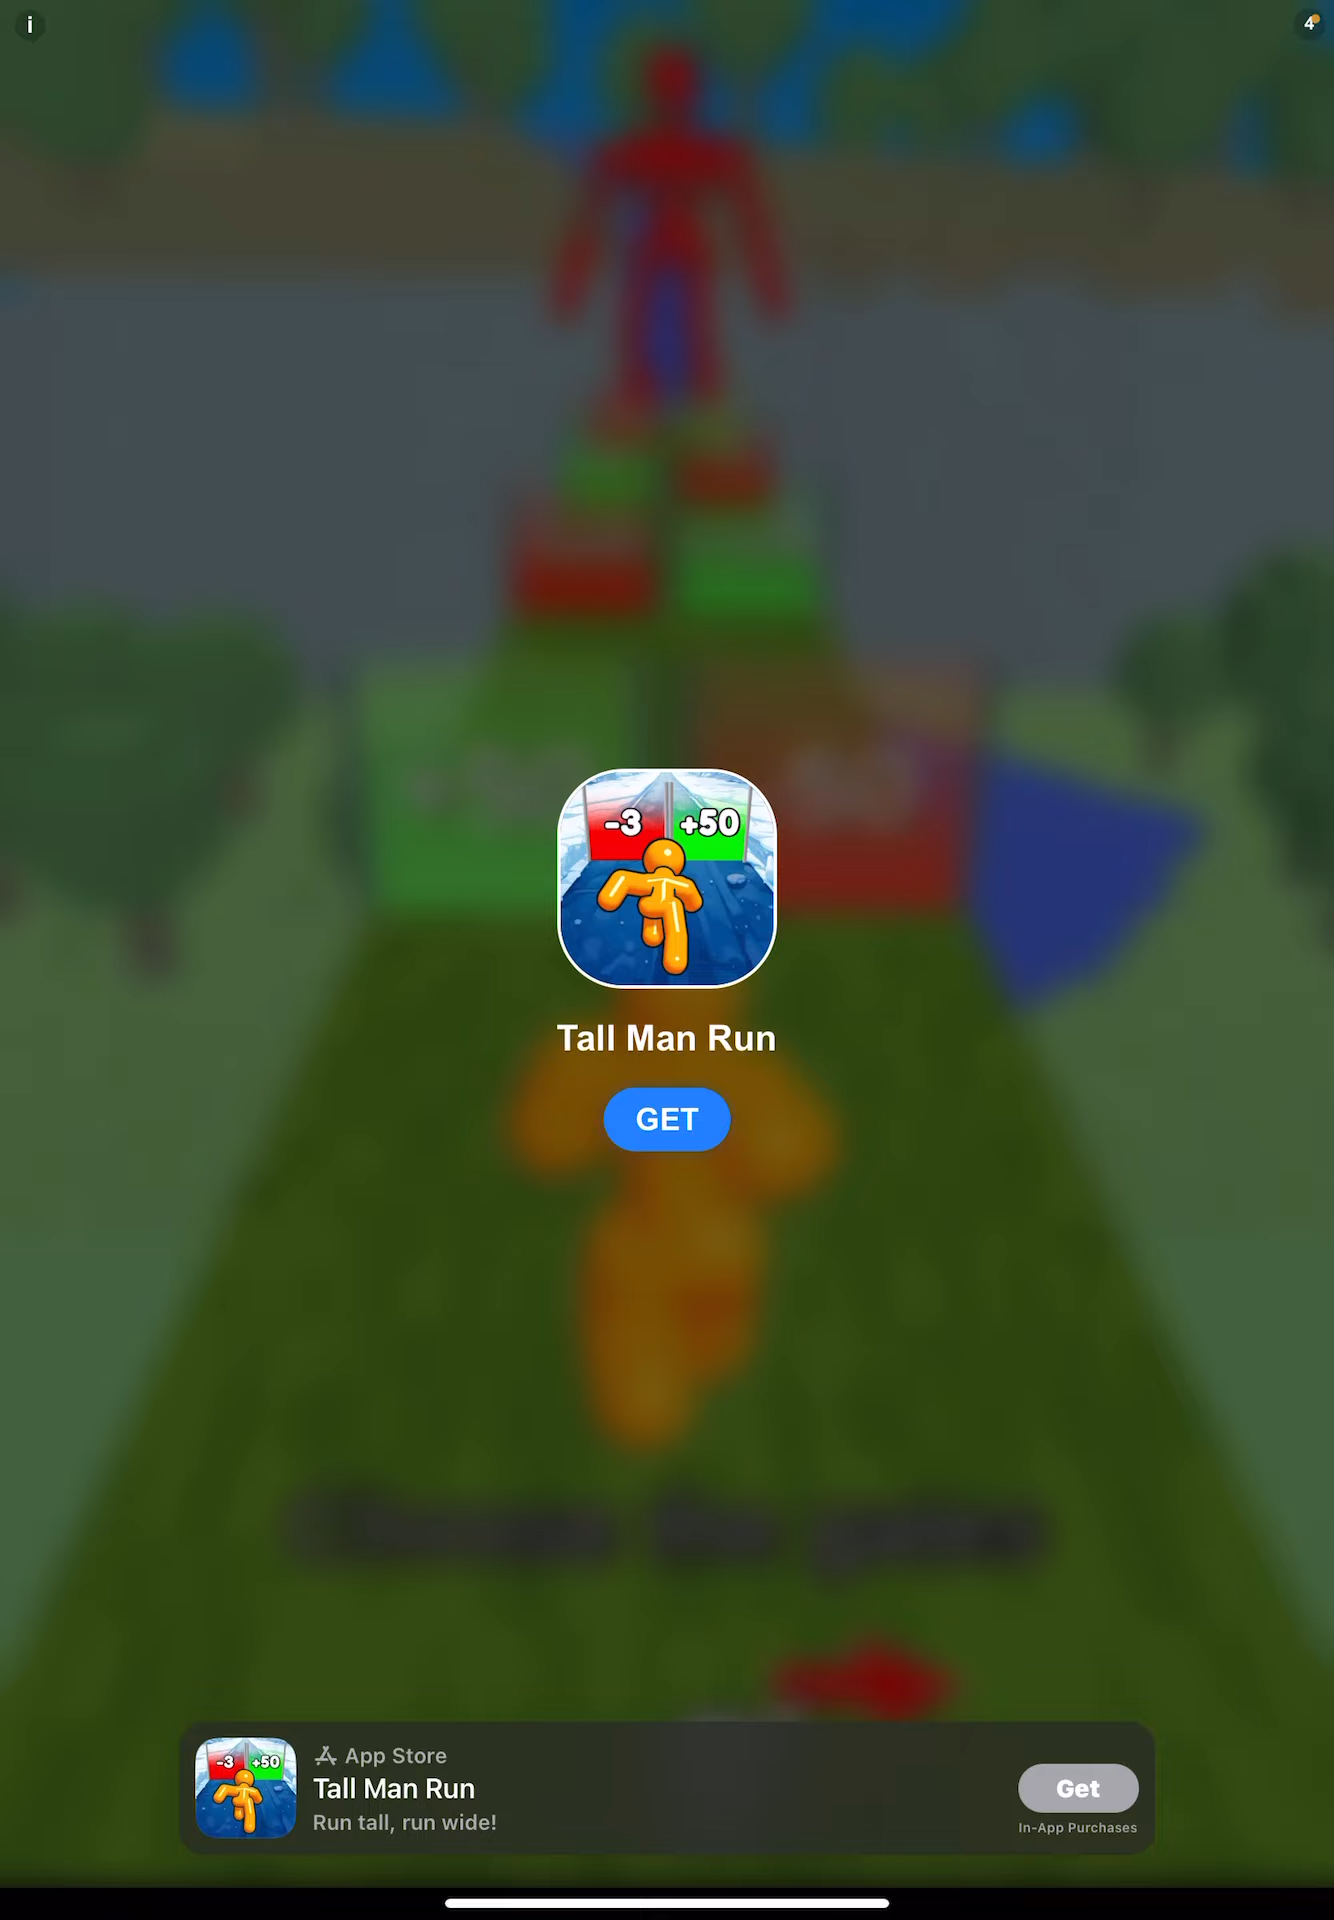 i
4
-3 +50
Tall Man Run
GET
-3 +50
App Store
Tall Man Run
Run tall, run wide!
Get
In-App Purchases